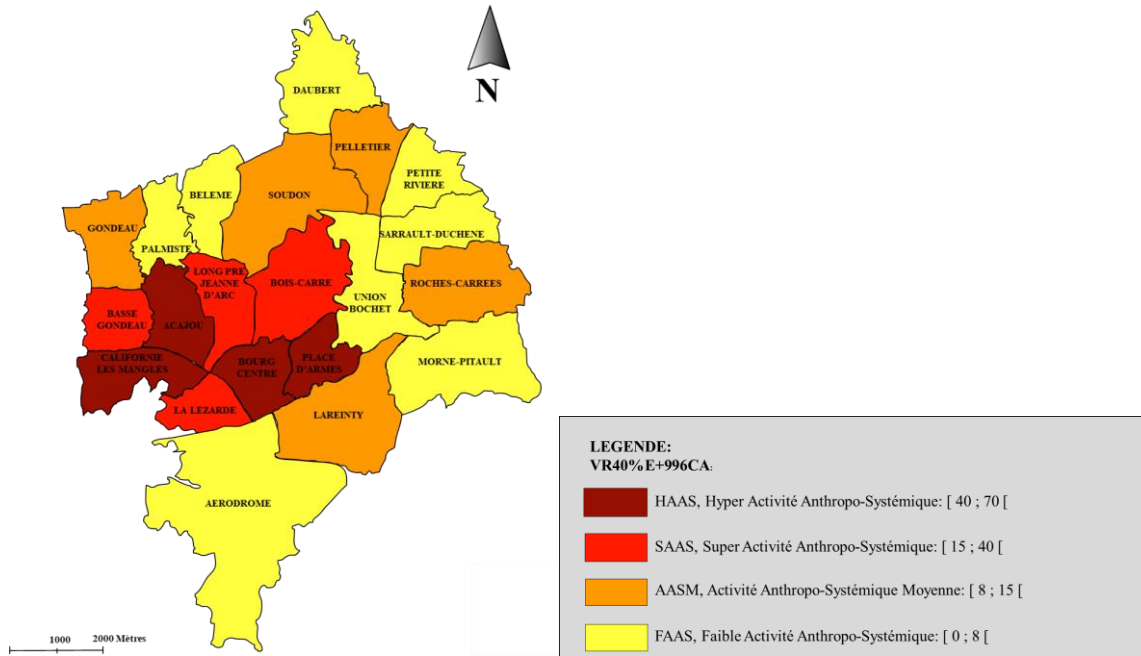 N
DAUBERT
PELLETIER
PETITE
RIVIERE
BELEME
SOUDON
GONDEAU
PALMISTE
SARRAULT-DUCHENE
LONG PRE
JEANNE
D'ARC
BOIS-CARRE
ROCHES-CARREES
UNION
BOCHET
BASSE
GONDEAU
ACAJOU
CALIFORNIE
LES MANGLES
BOURG
CENTRE
PLACE
D'ARMES
MORNE-PITAULT
LA LEZARDE
LAREINTY
AERODROME
1000
2000 Mètres
LEGENDE:
VR40%E+996CA:
HAAS, Hyper Activité Anthropo-Systémique: [ 40 ; 70 [
SAAS, Super Activité Anthropo-Systémique: [ 15 ; 40 [
AASM, Activité Anthropo-Systémique Moyenne: [ 8 ; 15 [
FAAS, Faible Activité Anthropo-Systémique: [ 0 ; 8 [